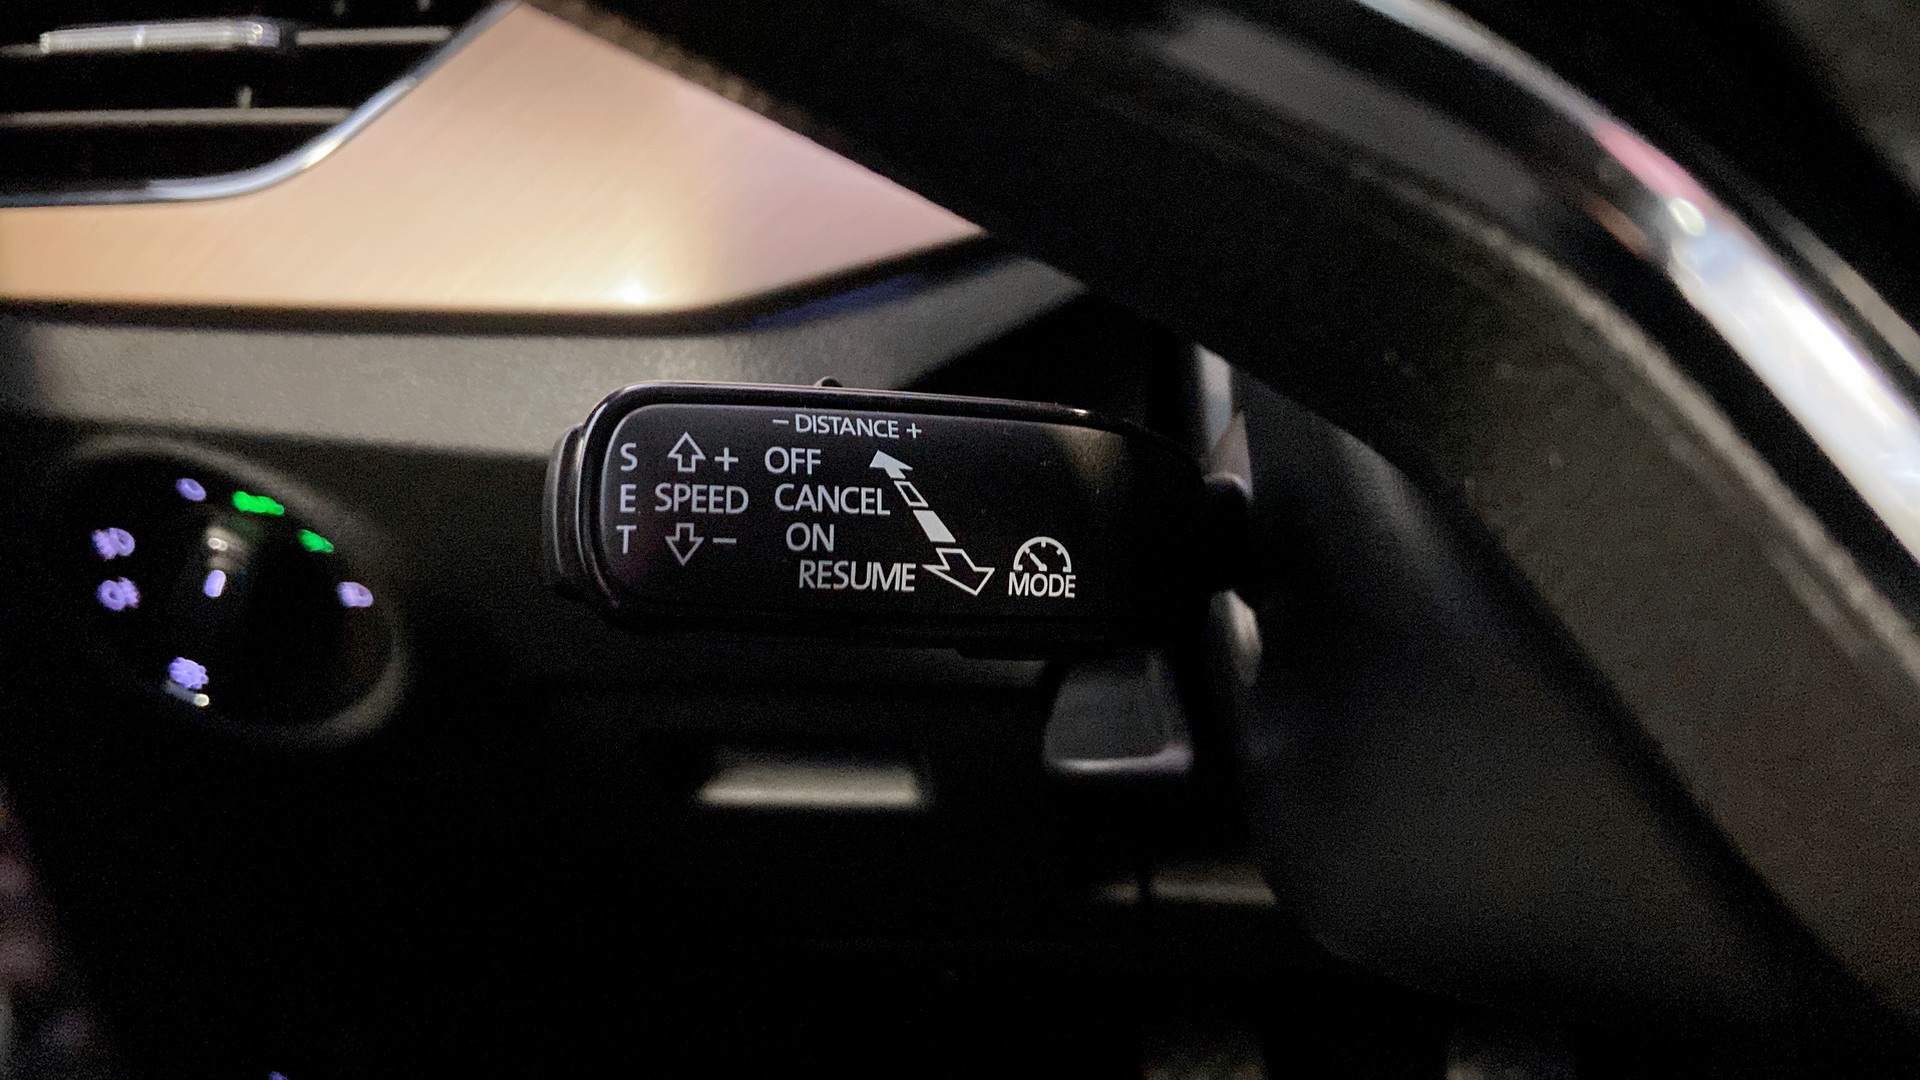 − DISTANCE +
S + OFF
E SPEED CANCEL
T − ON
RESUME
MODE